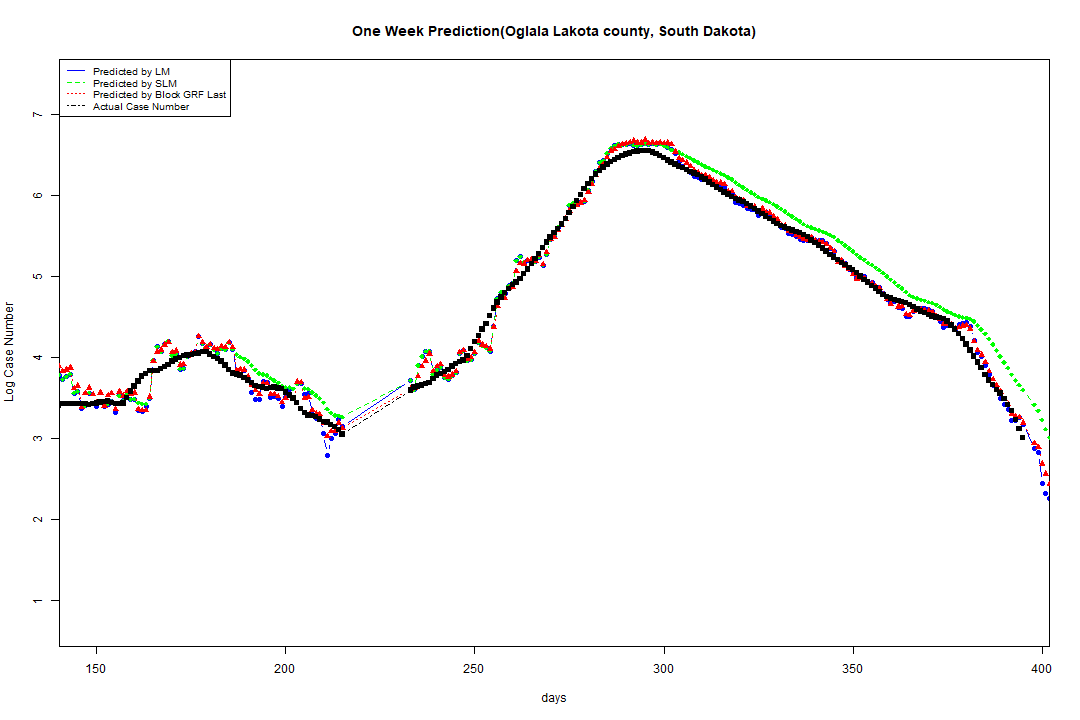 One Week Prediction(Oglala Lakota county, South Dakota)
Predicted by LM
Predicted by SLM
Predicted by Block GRF Last
Actual Case Number
Log Case Number
7
6
5
4
3
2
1
150 200 250 300 350 400
days